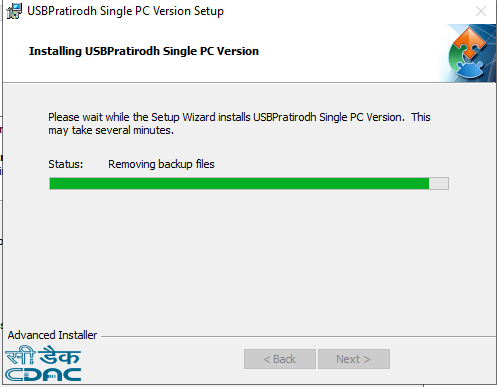 USBPratirodh Single PC Version Setup
Installing USBPratirodh Single PC Version
Please wait while the Setup Wizard installs USBPratirodh Single PC Version. This
may take several minutes.
Status: Removing backup files
Advanced Installer
सी डैक
CDAC
< Back Next >